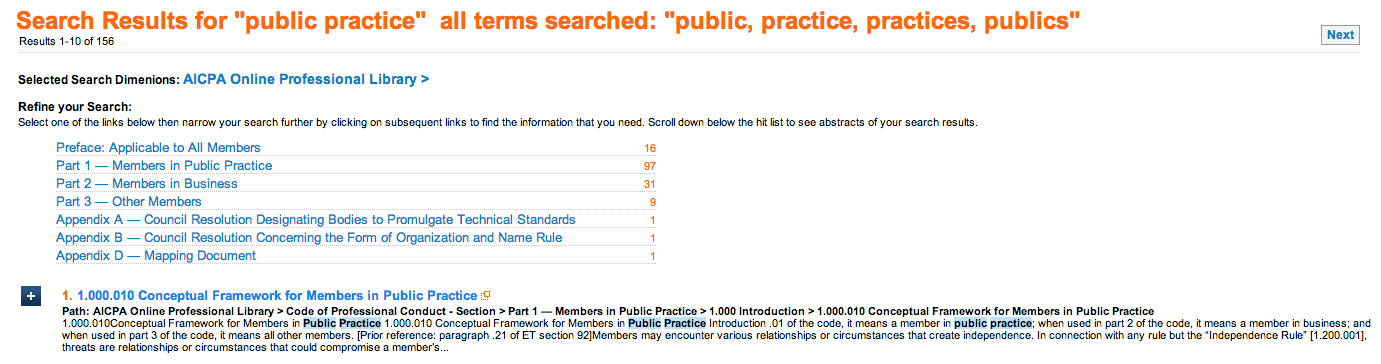 Search Results for "public practice"  all terms searched: "public, practice, practices, publics"
Results 1-10 of 156
Next
Selected Search Dimenions: AICPA Online Professional Library >
Refine your Search:
Select one of the links below then narrow your search further by clicking on subsequent links to find the information that you need. Scroll down below the hit list to see abstracts of your search results.
Preface: Applicable to All Members 16
Part 1 — Members in Public Practice 97
Part 2 — Members in Business 31
Part 3 — Other Members 9
Appendix A — Council Resolution Designating Bodies to Promulgate Technical Standards 1
Appendix B — Council Resolution Concerning the Form of Organization and Name Rule 1
Appendix D — Mapping Document 1
+ 1. 1.000.010 Conceptual Framework for Members in Public Practice
Path: AICPA Online Professional Library > Code of Professional Conduct - Section > Part 1 — Members in Public Practice > 1.000 Introduction > 1.000.010 Conceptual Framework for Members in Public Practice
1.000.010Conceptual Framework for Members in Public Practice 1.000.010 Conceptual Framework for Members in Public Practice Introduction .01 of the code, it means a member in public practice; when used in part 2 of the code, it means a member in business; and
when used in part 3 of the code, it means all other members. [Prior reference: paragraph .21 of ET section 92]Members may encounter various relationships or circumstances that create independence. In connection with any rule but the “Independence Rule” [1.200.001],
threats are relationships or circumstances that could compromise a member's...